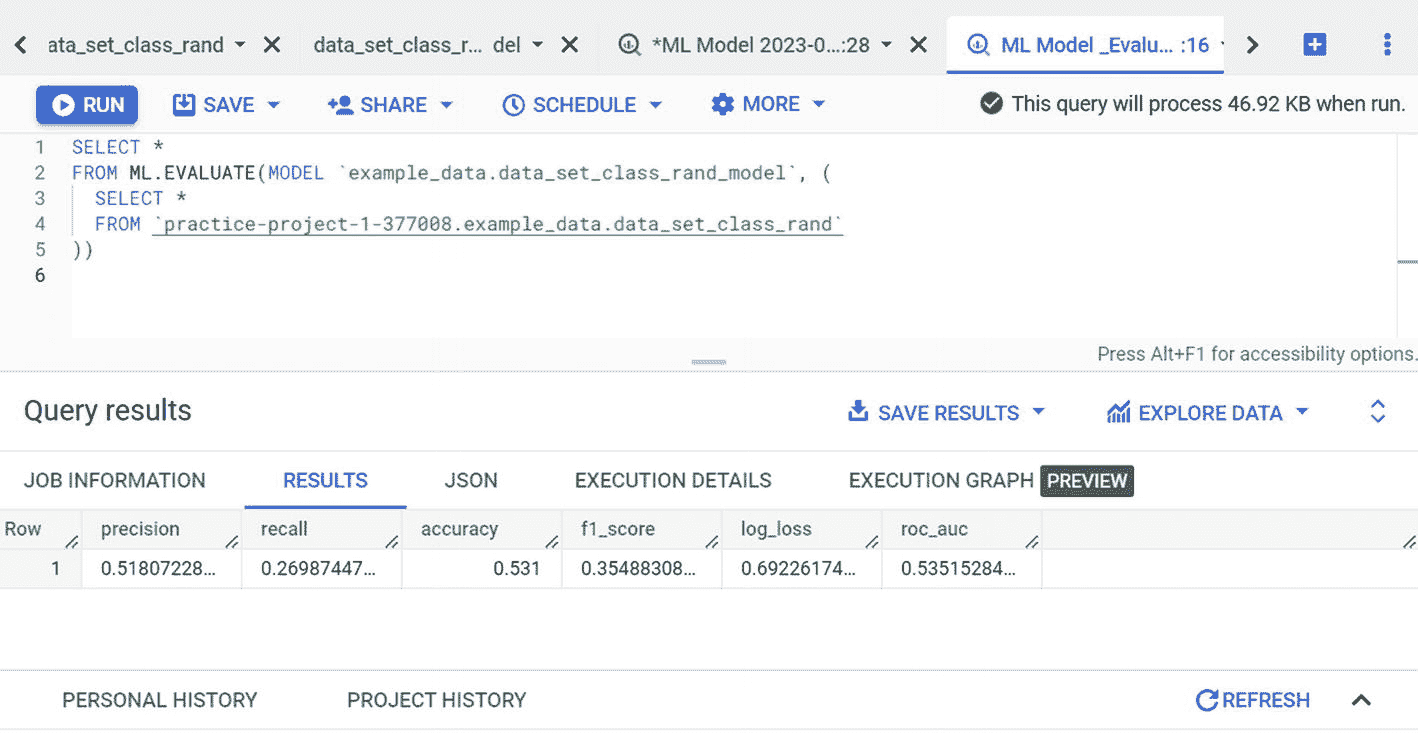 ata_set_class_rand data_set_class_r... del *ML Model 2023-0...:28 ML Model _Evalu... :16
RUN SAVE SHARE SCHEDULE MORE This query will process 46.92 KB when run.
1 SELECT *
2 FROM ML.EVALUATE(MODEL `example_data.data_set_class_rand_model`, (
3 SELECT *
4 FROM `practice-project-1-377008.example_data.data_set_class_rand`
5 ))
6
Press Alt+F1 for accessibility options.
Query results SAVE RESULTS EXPLORE DATA
JOB INFORMATION RESULTS JSON EXECUTION DETAILS EXECUTION GRAPH PREVIEW
Row precision recall accuracy f1_score log_loss roc_auc
1 0.51807228... 0.26987447... 0.531 0.35488308... 0.69226174... 0.53515284...
PERSONAL HISTORY PROJECT HISTORY REFRESH